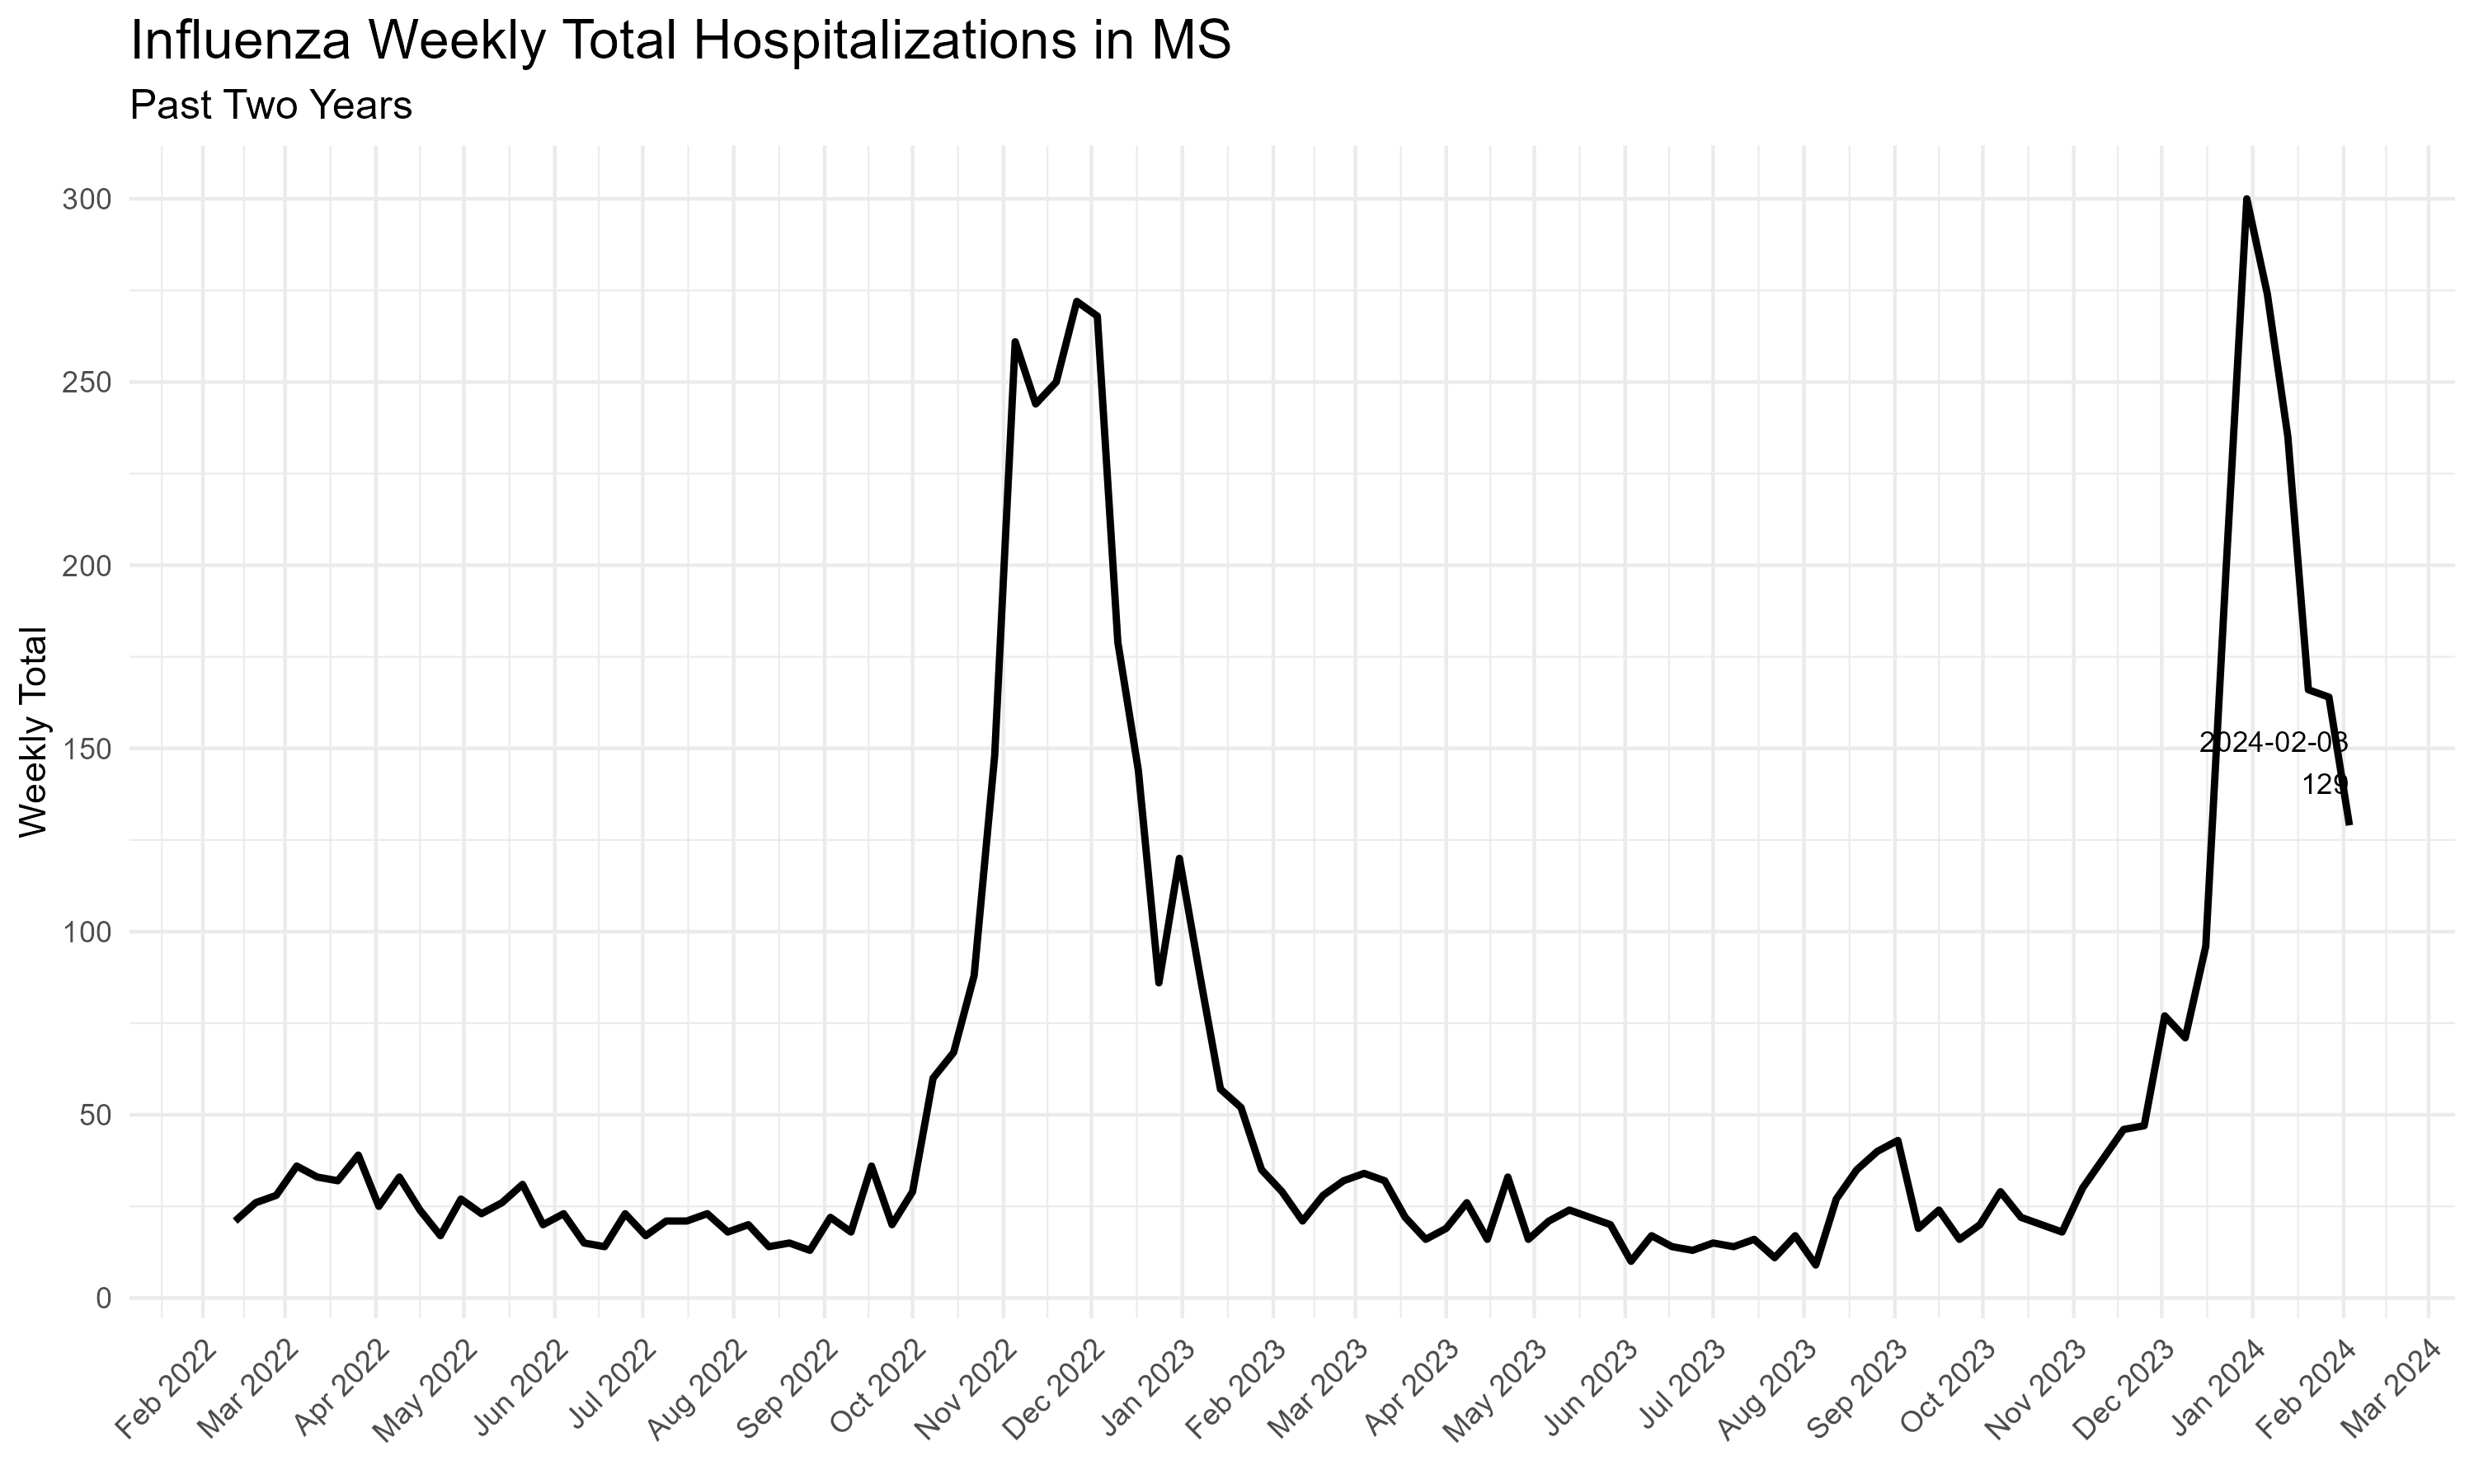 Influenza Weekly Total Hospitalizations in MS
Past Two Years
Weekly Total
300
250
200
150
100
50
0
2024-02-03
129
Feb 2022
Mar 2022
Apr 2022
May 2022
Jun 2022
Jul 2022
Aug 2022
Sep 2022
Oct 2022
Nov 2022
Dec 2022
Jan 2023
Feb 2023
Mar 2023
Apr 2023
May 2023
Jun 2023
Jul 2023
Aug 2023
Sep 2023
Oct 2023
Nov 2023
Dec 2023
Jan 2024
Feb 2024
Mar 2024